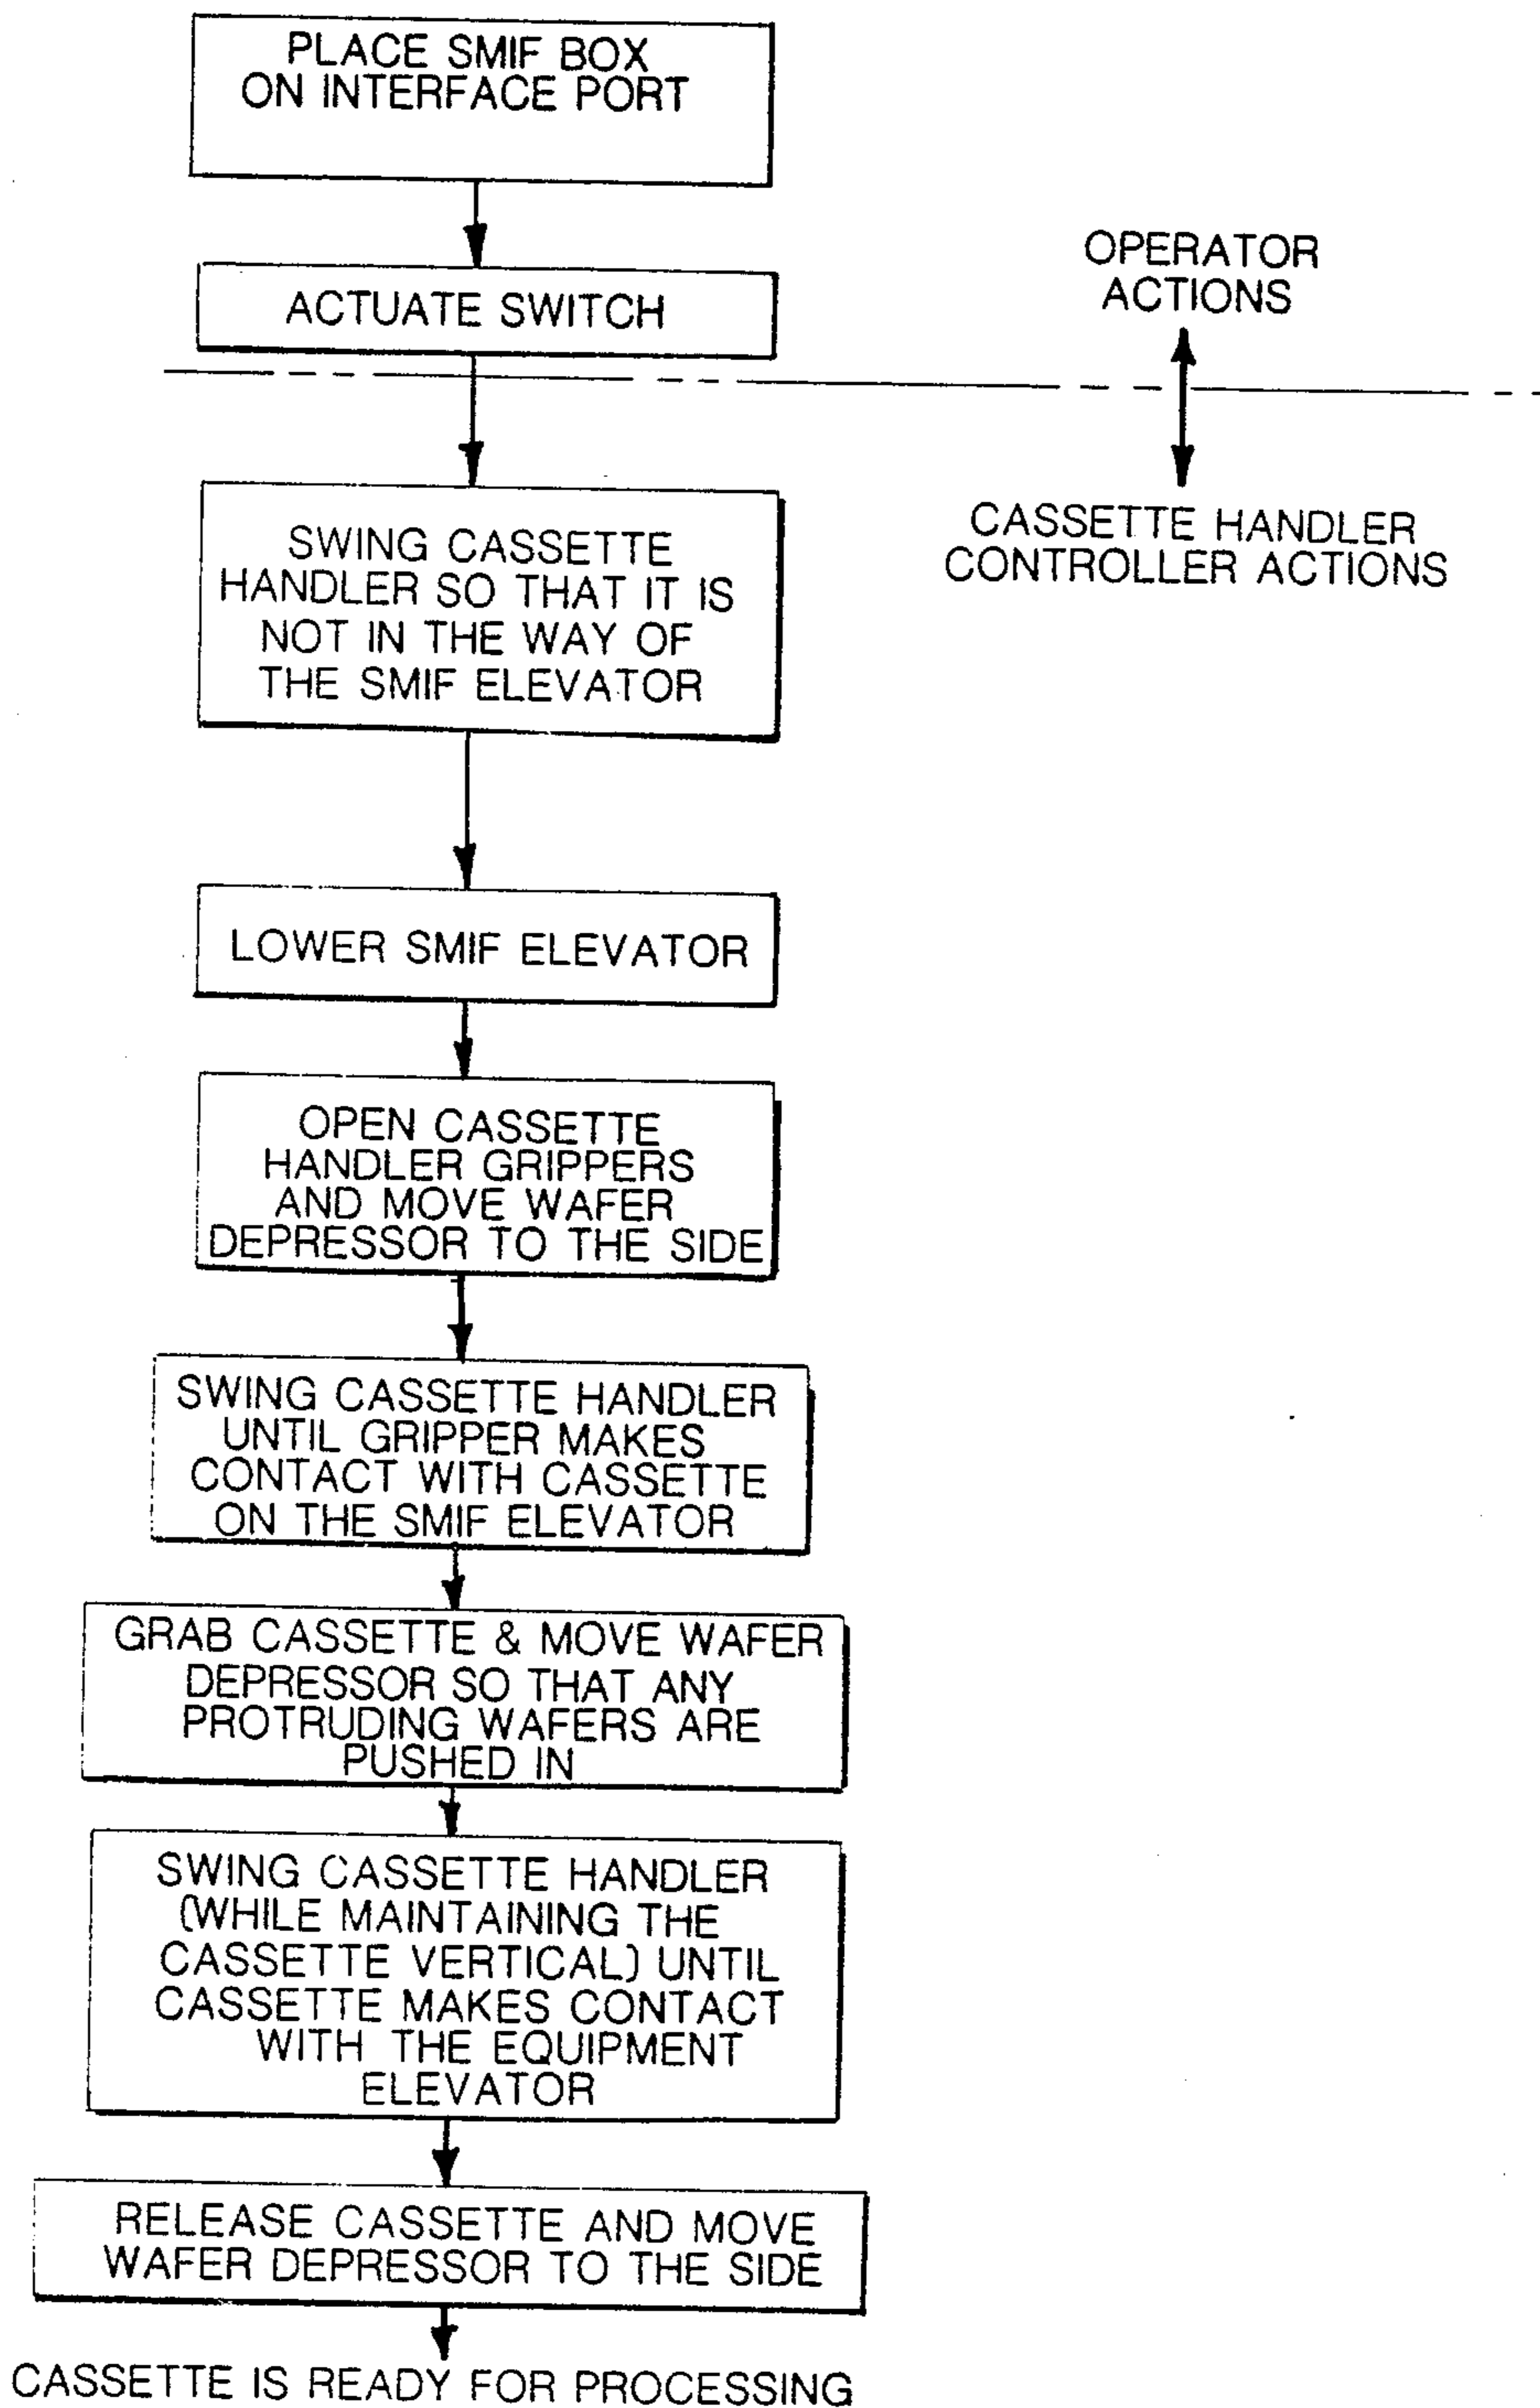 PLACE SMIF BOX
ON INTERFACE PORT
ACTUATE SWITCH
OPERATOR
ACTIONS
CASSETTE HANDLER
CONTROLLER ACTIONS
SWING CASSETTE
HANDLER SO THAT IT IS
NOT IN THE WAY OF
THE SMIF ELEVATOR
LOWER SMIF ELEVATOR
OPEN CASSETTE
HANDLER GRIPPERS
AND MOVE WAFER
DEPRESSOR TO THE SIDE
SWING CASSETTE HANDLER
UNTIL GRIPPER MAKES
CONTACT WITH CASSETTE
ON THE SMIF ELEVATOR
GRAB CASSETTE & MOVE WAFER
DEPRESSOR SO THAT ANY
PROTRUDING WAFERS ARE
PUSHED IN
SWING CASSETTE HANDLER
(WHILE MAINTAINING THE
CASSETTE VERTICAL) UNTIL
CASSETTE MAKES CONTACT
WITH THE EQUIPMENT
ELEVATOR
RELEASE CASSETTE AND MOVE
WAFER DEPRESSOR TO THE SIDE
CASSETTE IS READY FOR PROCESSING